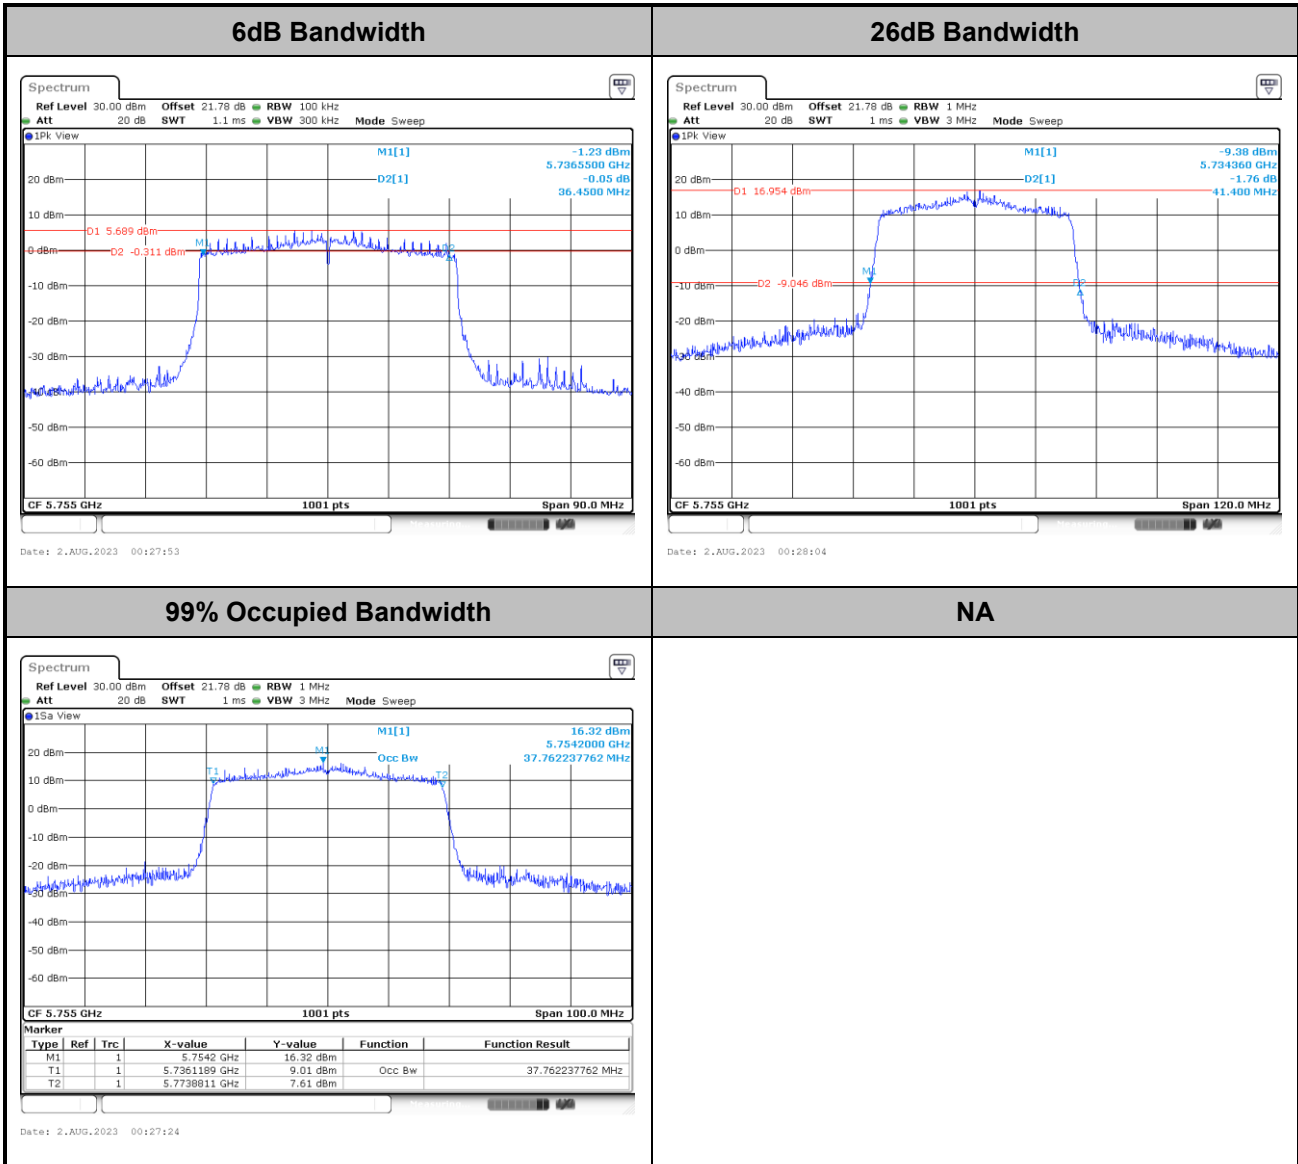 6dB Bandwidth
26dB Bandwidth
Spectrum
Ref Level 30.00 dBm Offset 21.78 dB RBW 100 kHz
Att 20 dB SWT 1.1 ms VBW 300 kHz Mode Sweep
1Pk View
M1[1] -1.23 dBm
5.7365500 GHz
D2[1] -0.05 dB
36.4500 MHz
20 dBm
10 dBm
D1 5.689 dBm
M1
D2
0 dBm
D2 -0.311 dBm
-10 dBm
-20 dBm
-30 dBm
-40 dBm
-50 dBm
-60 dBm
CF 5.755 GHz 1001 pts Span 90.0 MHz
Date: 2.AUG.2023 00:27:53
Spectrum
Ref Level 30.00 dBm Offset 21.78 dB RBW 1 MHz
Att 20 dB SWT 1 ms VBW 3 MHz Mode Sweep
1Pk View
M1[1] -9.38 dBm
5.734360 GHz
D2[1] -1.76 dB
41.400 MHz
20 dBm
D1 16.954 dBm
10 dBm
0 dBm
M1
-10 dBm
D2 -9.046 dBm
D2
-20 dBm
-30 dBm
-40 dBm
-50 dBm
-60 dBm
CF 5.755 GHz 1001 pts Span 120.0 MHz
Date: 2.AUG.2023 00:28:04
99% Occupied Bandwidth
NA
Spectrum
Ref Level 30.00 dBm Offset 21.78 dB RBW 1 MHz
Att 20 dB SWT 1 ms VBW 3 MHz Mode Sweep
1Sa View
M1[1] 16.32 dBm
5.7542000 GHz
Occ Bw 37.762237762 MHz
20 dBm
M1
T1
T2
10 dBm
0 dBm
-10 dBm
-20 dBm
-30 dBm
-40 dBm
-50 dBm
-60 dBm
CF 5.755 GHz 1001 pts Span 100.0 MHz
Marker
Type Ref Trc X-value Y-value Function Function Result
M1 1 5.7542 GHz 16.32 dBm
T1 1 5.7361189 GHz 9.01 dBm Occ Bw 37.762237762 MHz
T2 1 5.7738811 GHz 7.61 dBm
Date: 2.AUG.2023 00:27:24